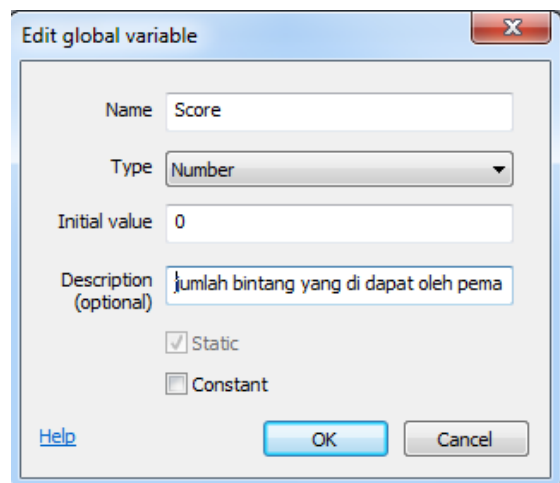 Edit global variable
Name Score
Type Number
Initial value 0
Description (optional) jumlah bintang yang di dapat oleh pema
Static
Constant
Help OK Cancel